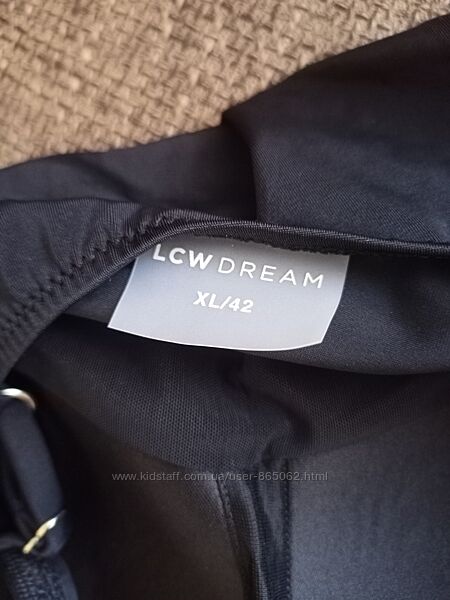 LCW DREAM
XL/42
www.kidstaff.com.ua/user-865062.html